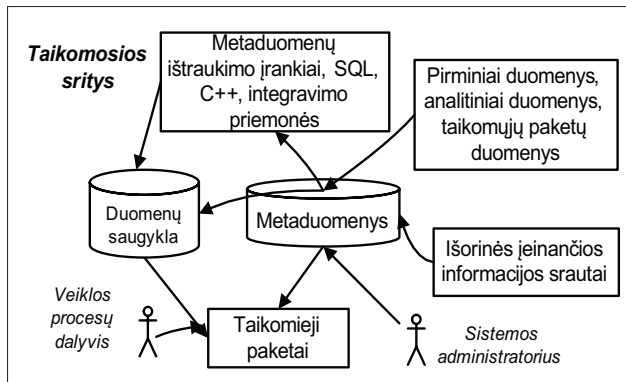 Taikomosios
sritys
Metaduomenų
ištraukimo įrankiai, SQL,
C++, integravimo
priemonės
Pirminiai duomenys,
analitiniai duomenys,
taikomųjų paketų
duomenys
Duomenų
saugykla
Metaduomenys
Išorinės įeinančios
informacijos srautai
Veiklos
procesų
dalyvis
Taikomieji
paketai
Sistemos
administratorius